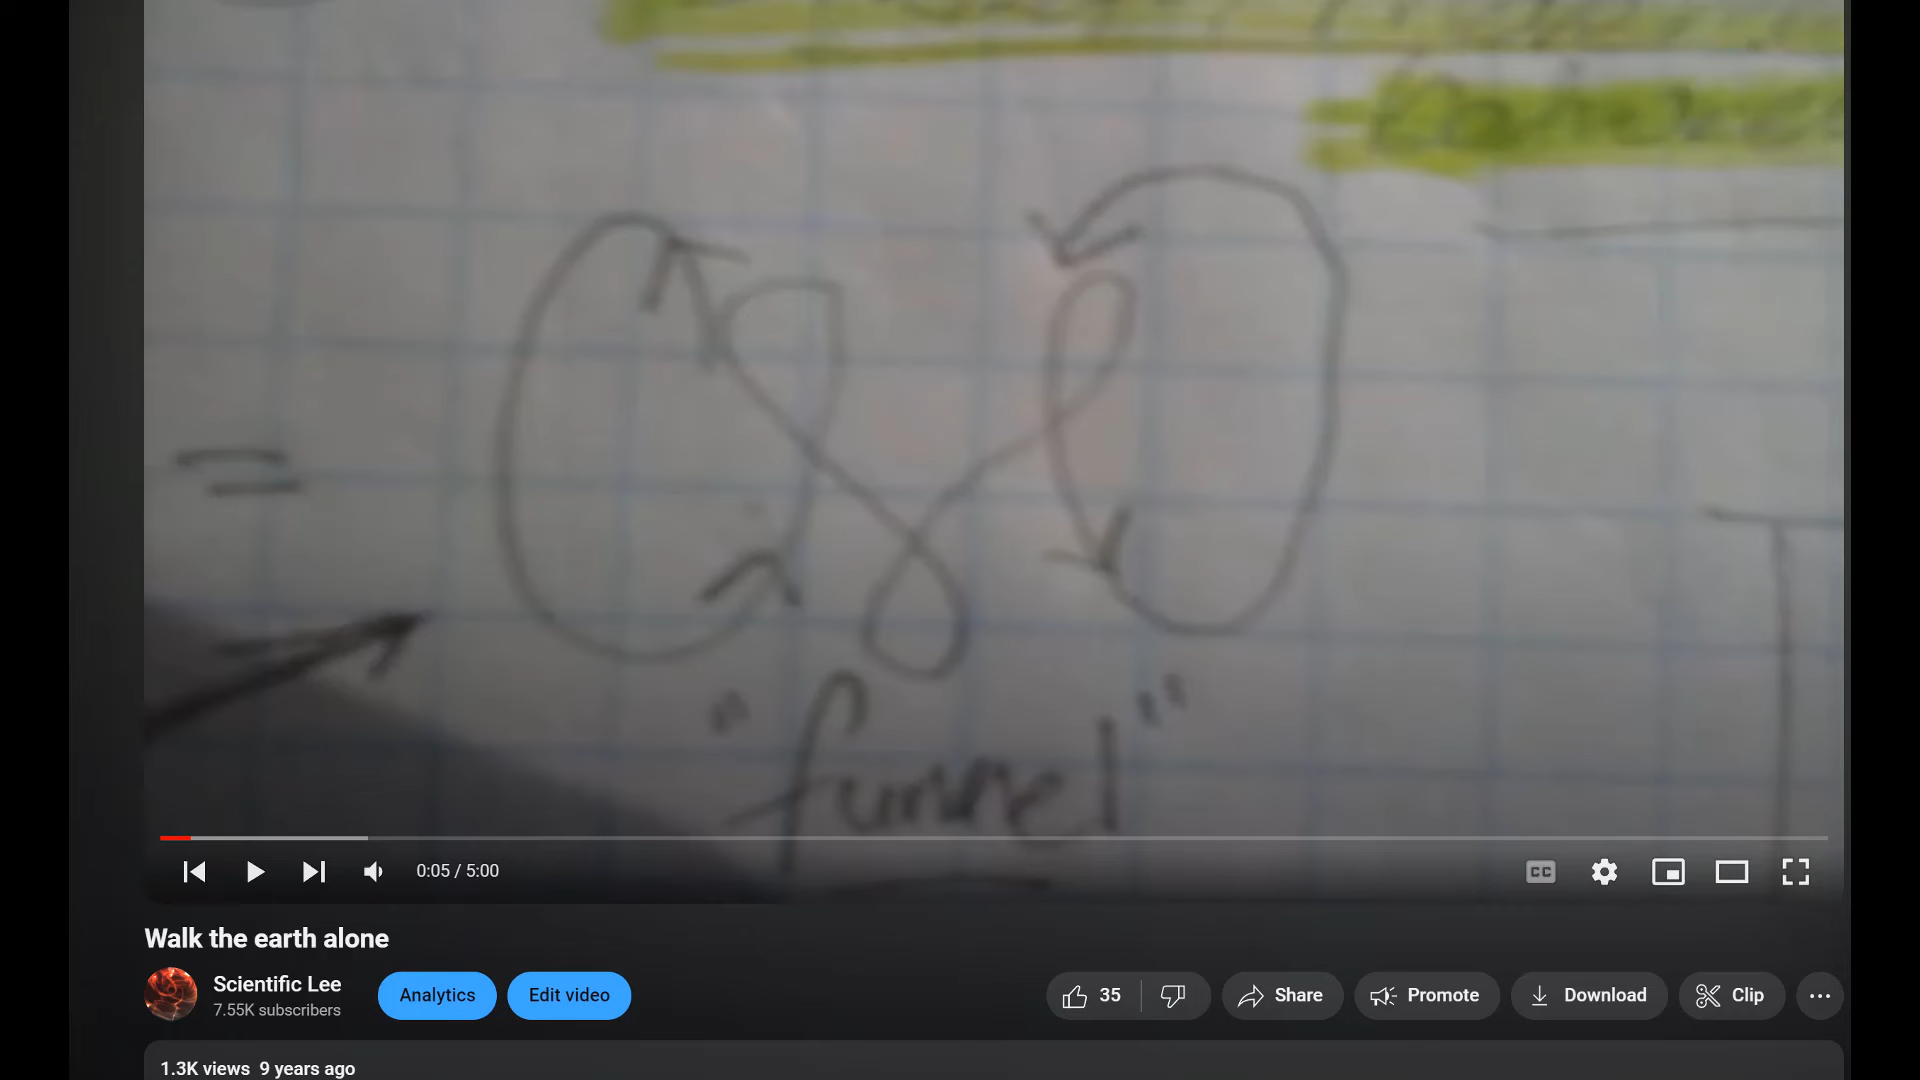 =
"funnel"
CC
0:05 / 5:00
Walk the earth alone
Scientific Lee
7.55K subscribers
Analytics
Edit video
35
Share
Promote
Download
Clip
1.3K views 9 years ago